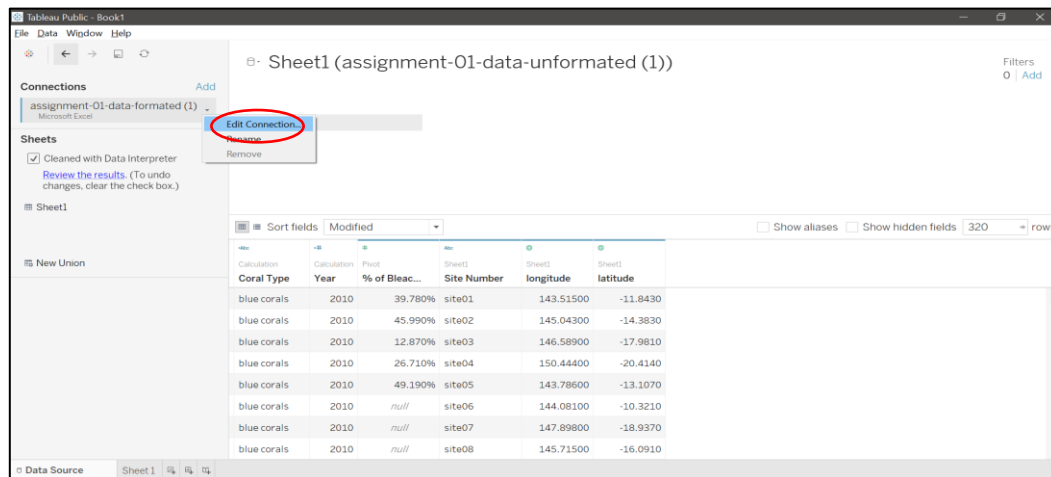 Tableau Public - Book1
File Data Window Help
Connections Add
assignment-01-data-formated (1)
Microsoft Excel
Edit Connection...
Rename
Remove
Sheets
Cleaned with Data Interpreter
Review the results. (To undo
changes, clear the check box.)
Sheet1
New Union
Sheet1 (assignment-01-data-unformated (1))
Filters
0 Add
Sort fields Modified Show aliases Show hidden fields 320 row
Abc Abc
Calculation Calculation Pivot Sheet1 Sheet1 Sheet1
Coral Type Year % of Bleac... Site Number longitude latitude
blue corals 2010 39.780% site01 143.51500 -11.8430
blue corals 2010 45.990% site02 145.04300 -14.3830
blue corals 2010 12.870% site03 146.58900 -17.9810
blue corals 2010 26.710% site04 150.44400 -20.4140
blue corals 2010 49.190% site05 143.78600 -13.1070
blue corals 2010 null site06 144.08100 -10.3210
blue corals 2010 null site07 147.89800 -18.9370
blue corals 2010 null site08 145.71500 -16.0910
Data Source Sheet 1